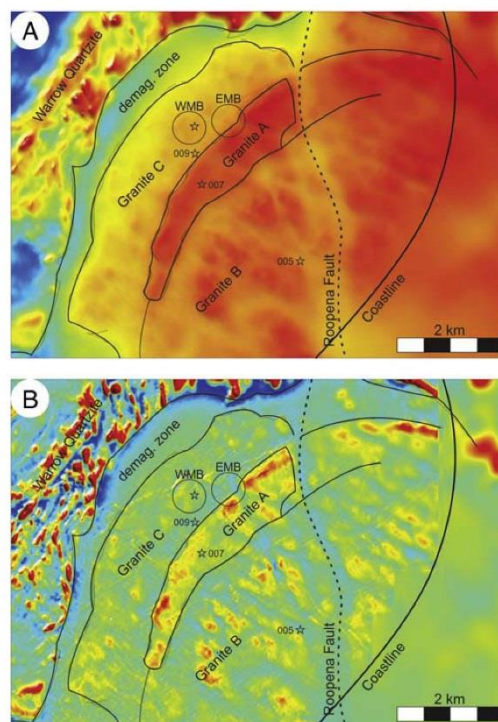 A
Warrow Quartzite
demag. zone
WMB
EMB
009
Granite A
007
Granite C
005
Granite B
Roopena Fault
Coastline
2 km
B
Warrow Quartzite
demag. zone
WMB
EMB
009
Granite A
007
Granite C
005
Granite B
Roopena Fault
Coastline
2 km